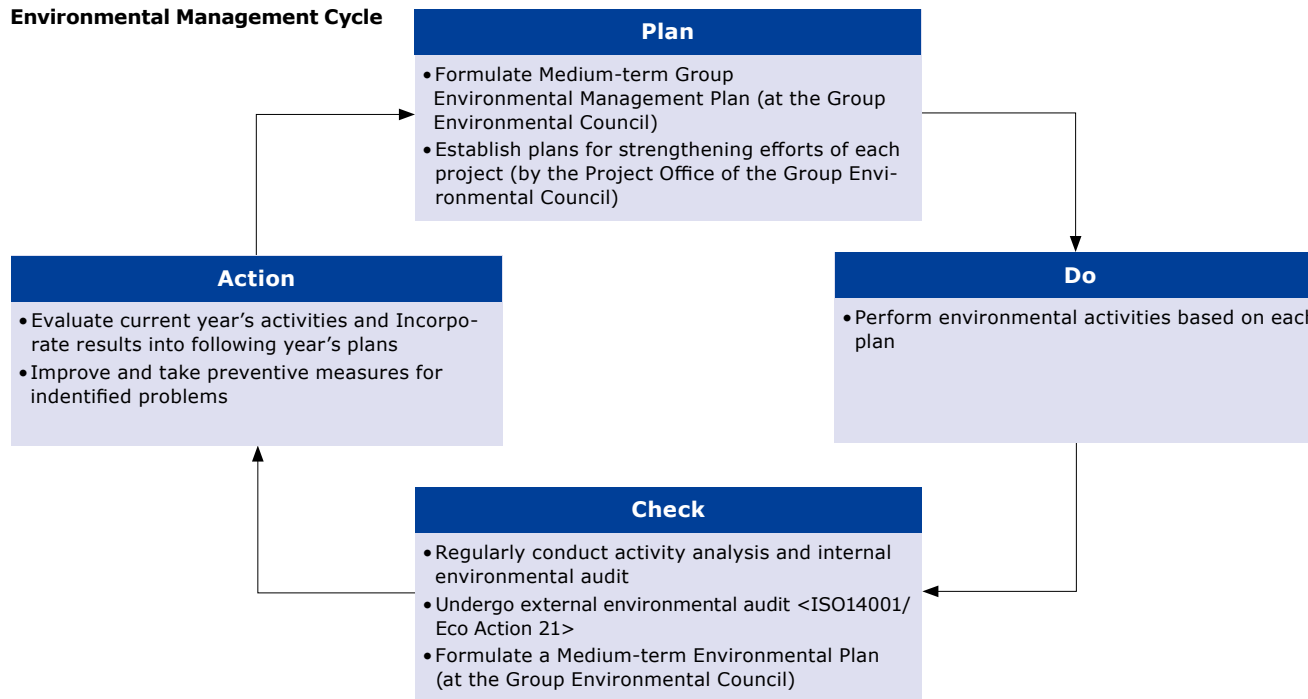 Environmental Management Cycle
Plan
• Formulate Medium-term Group
Environmental Management Plan (at the Group
Environmental Council)
• Establish plans for strengthening efforts of each
project (by the Project Office of the Group Envi-
ronmental Council)
Action
• Evaluate current year’s activities and Incorpo-
rate results into following year’s plans
• Improve and take preventive measures for
indentified problems
Do
• Perform environmental activities based on each
plan
Check
• Regularly conduct activity analysis and internal
environmental audit
• Undergo external environmental audit <ISO14001/
Eco Action 21>
• Formulate a Medium-term Environmental Plan
(at the Group Environmental Council)